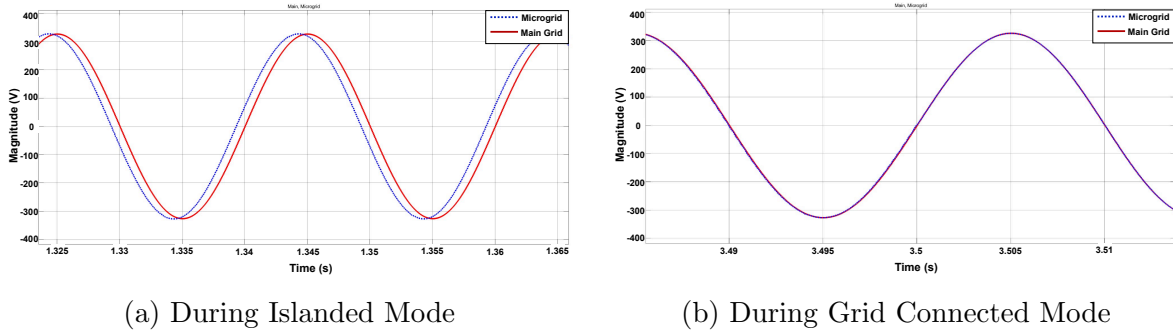 Main, Microgrid
Microgrid
Main Grid
Magnitude (V)
400
300
200
100
0
-100
-200
-300
-400
1.325
1.33
1.335
1.34
1.345
1.35
1.355
1.36
1.365
Time (s)
(a) During Islanded Mode
Main, Microgrid
Microgrid
Main Grid
Magnitude (V)
400
300
200
100
0
-100
-200
-300
400
3.49
3.495
3.5
3.505
3.51
Time (s)
(b) During Grid Connected Mode